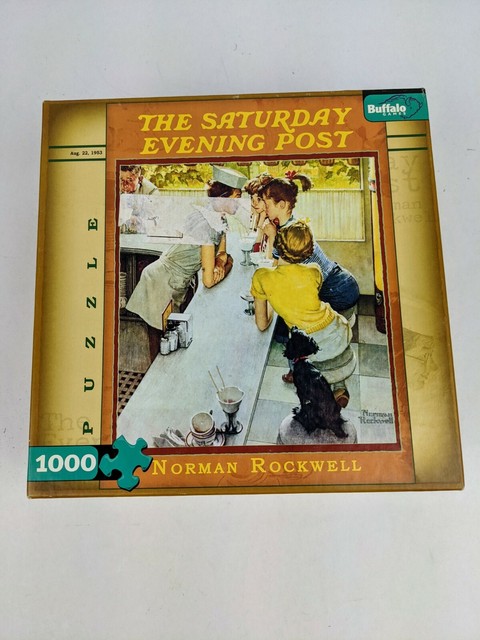 Buffalo
GAMES
THE SATURDAY
EVENING POST
Aug. 22, 1953
PUZZLE
Norman
Rockwell
1000
NORMAN ROCKWELL